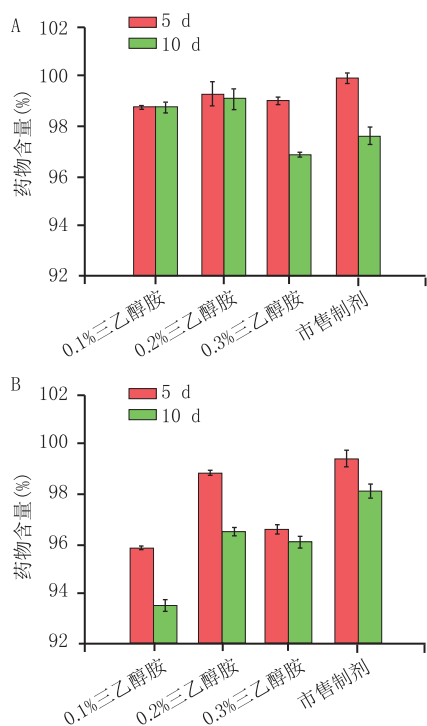 A
102
100
98
96
94
92
药物含量(%)
5 d
10 d
0.1%三乙醇胺
0.2%三乙醇胺
0.3%三乙醇胺
市售制剂
B
102
100
98
96
94
92
药物含量(%)
5 d
10 d
0.1%三乙醇胺
0.2%三乙醇胺
0.3%三乙醇胺
市售制剂